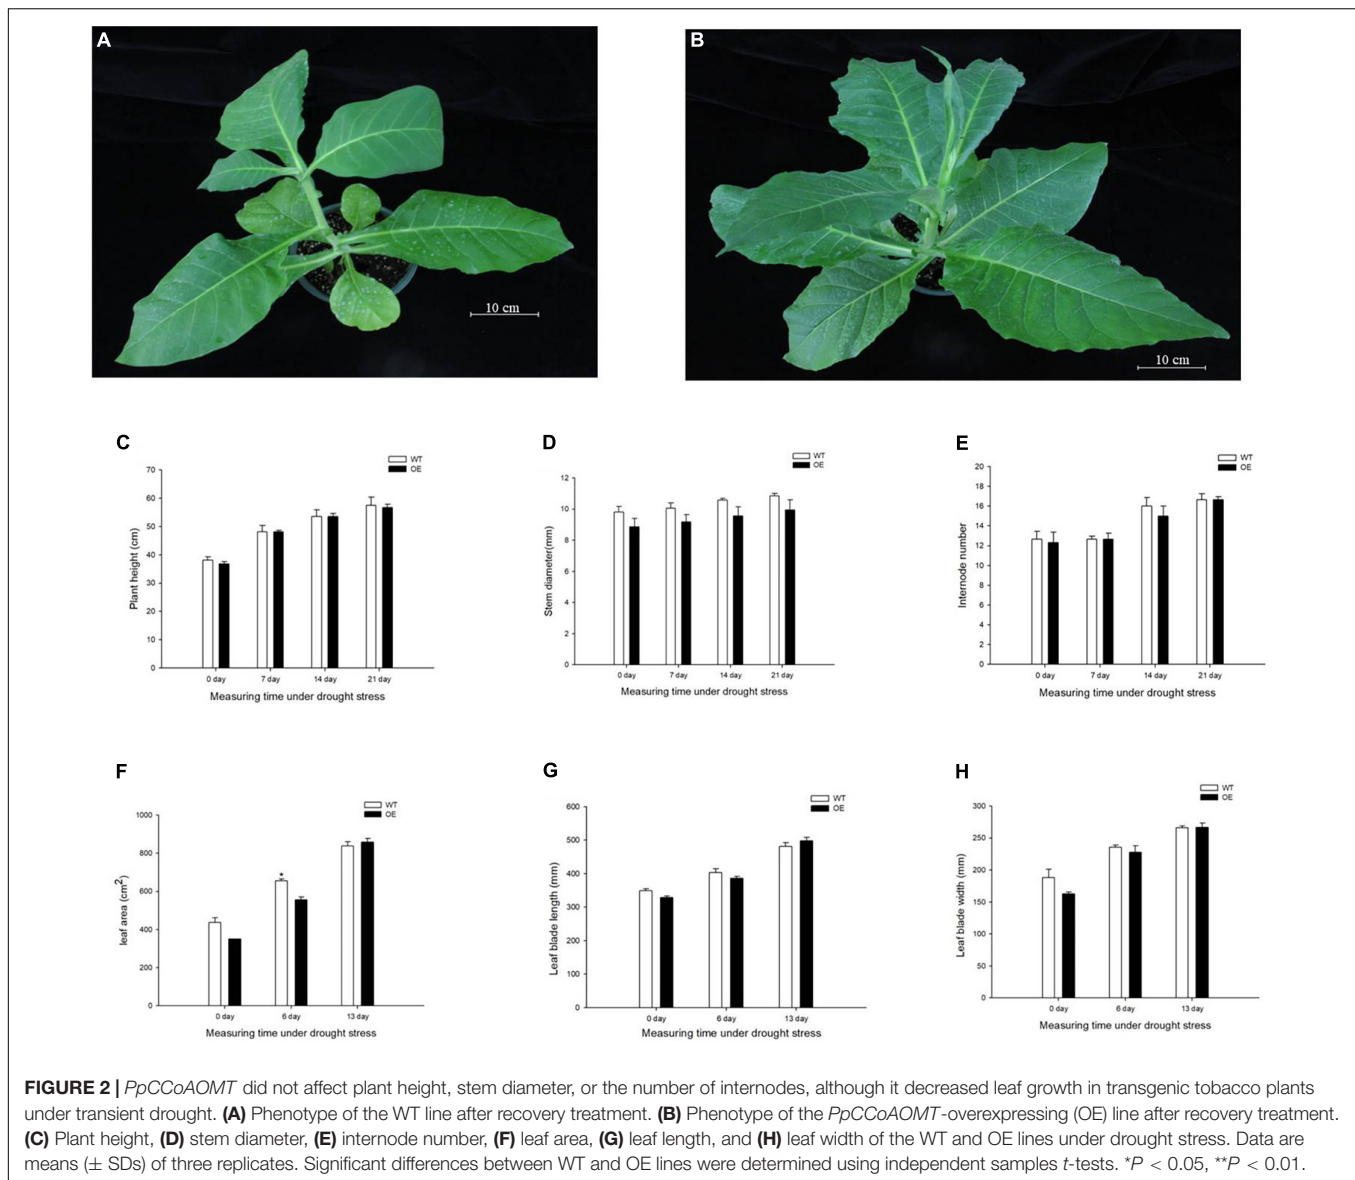 A
10 cm
B
10 cm
C
WT
OE
Plant height (cm)
70
60
50
40
30
20
10
0
0 day 7 day 14 day 21 day
Measuring time under drought stress
D
WT
OE
Stem diameter(mm)
12
10
8
6
4
2
0
0 day 7 day 14 day 21 day
Measuring time under drought stress
E
WT
OE
Internode number
20
18
16
14
12
10
8
6
4
2
0
0 day 7 day 14 day 21 day
Measuring time under drought stress
F
WT
OE
leaf area (cm²)
1000
800
600
400
200
0
*
0 day 6 day 13 day
Measuring time under drought stress
G
WT
OE
Leaf blade length (mm)
600
500
400
300
200
100
0
0 day 6 day 13 day
Measuring time under drought stress
H
WT
OE
Leaf blade width (mm)
300
250
200
150
100
50
0
0 day 6 day 13 day
Measuring time under drought stress
FIGURE 2 | PpCCoAOMT did not affect plant height, stem diameter, or the number of internodes, although it decreased leaf growth in transgenic tobacco plants
under transient drought. (A) Phenotype of the WT line after recovery treatment. (B) Phenotype of the PpCCoAOMT-overexpressing (OE) line after recovery treatment.
(C) Plant height, (D) stem diameter, (E) internode number, (F) leaf area, (G) leaf length, and (H) leaf width of the WT and OE lines under drought stress. Data are
means (± SDs) of three replicates. Significant differences between WT and OE lines were determined using independent samples t-tests. *P < 0.05, **P < 0.01.